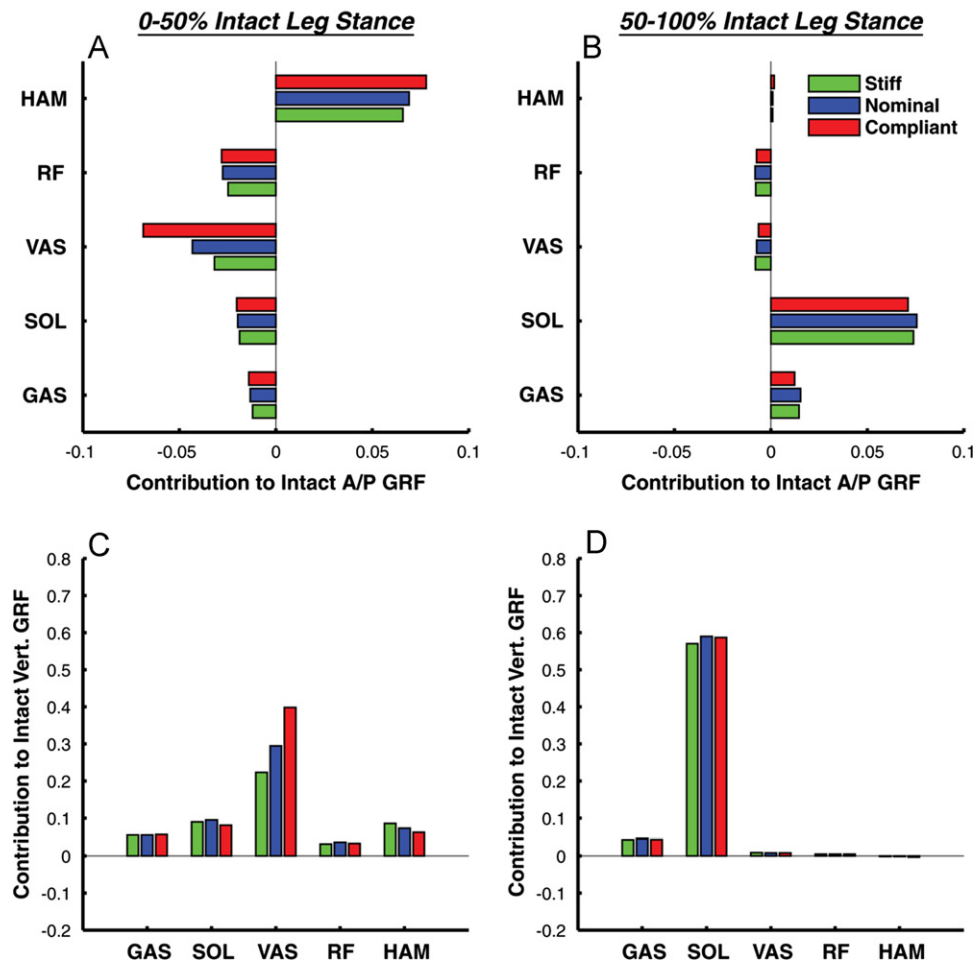 0-50% Intact Leg Stance
A
HAM
RF
VAS
SOL
GAS
-0.1 -0.05 0 0.05 0.1
Contribution to Intact A/P GRF
50-100% Intact Leg Stance
B
Stiff
Nominal
Compliant
HAM
RF
VAS
SOL
GAS
-0.1 -0.05 0 0.05 0.1
Contribution to Intact A/P GRF
C
Contribution to Intact Vert. GRF
0.8
0.7
0.6
0.5
0.4
0.3
0.2
0.1
0
-0.1
-0.2
GAS SOL VAS RF HAM
D
Contribution to Intact Vert. GRF
0.8
0.7
0.6
0.5
0.4
0.3
0.2
0.1
0
-0.1
-0.2
GAS SOL VAS RF HAM